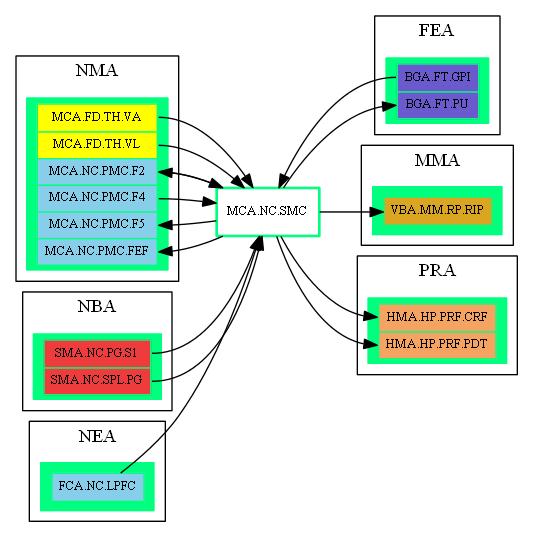 NMA
MCA.FD.TH.VA
MCA.FD.TH.VL
MCA.NC.PMC.F2
MCA.NC.PMC.F4
MCA.NC.PMC.F5
MCA.NC.PMC.FEF
NBA
SMA.NC.PG.S1
SMA.NC.SPL.PG
NEA
FCA.NC.LPFC
MCA.NC.SMC
FEA
BGA.FT.GPI
BGA.FT.PU
MMA
VBA.MM.RP.RIP
PRA
HMA.HP.PRF.CRF
HMA.HP.PRF.PDT